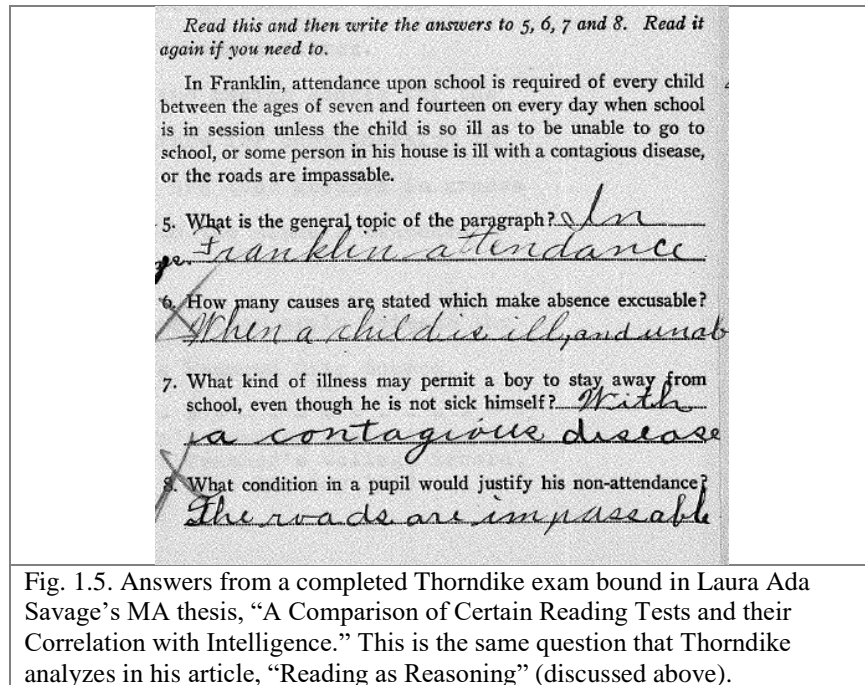 Read this and then write the answers to 5, 6, 7 and 8. Read it
again if you need to.
In Franklin, attendance upon school is required of every child
between the ages of seven and fourteen on every day when school
is in session unless the child is so ill as to be unable to go to
school, or some person in his house is ill with a contagious disease,
or the roads are impassable.
5. What is the general topic of the paragraph? In
Franklin attendance
6. How many causes are stated which make absence excusable?
When a child is ill, and unab
7. What kind of illness may permit a boy to stay away from
school, even though he is not sick himself? With
a contagious disease
8. What condition in a pupil would justify his non-attendance?
The roads are impassabl
Fig. 1.5. Answers from a completed Thorndike exam bound in Laura Ada
Savage’s MA thesis, “A Comparison of Certain Reading Tests and their
Correlation with Intelligence.” This is the same question that Thorndike
analyzes in his article, “Reading as Reasoning” (discussed above).